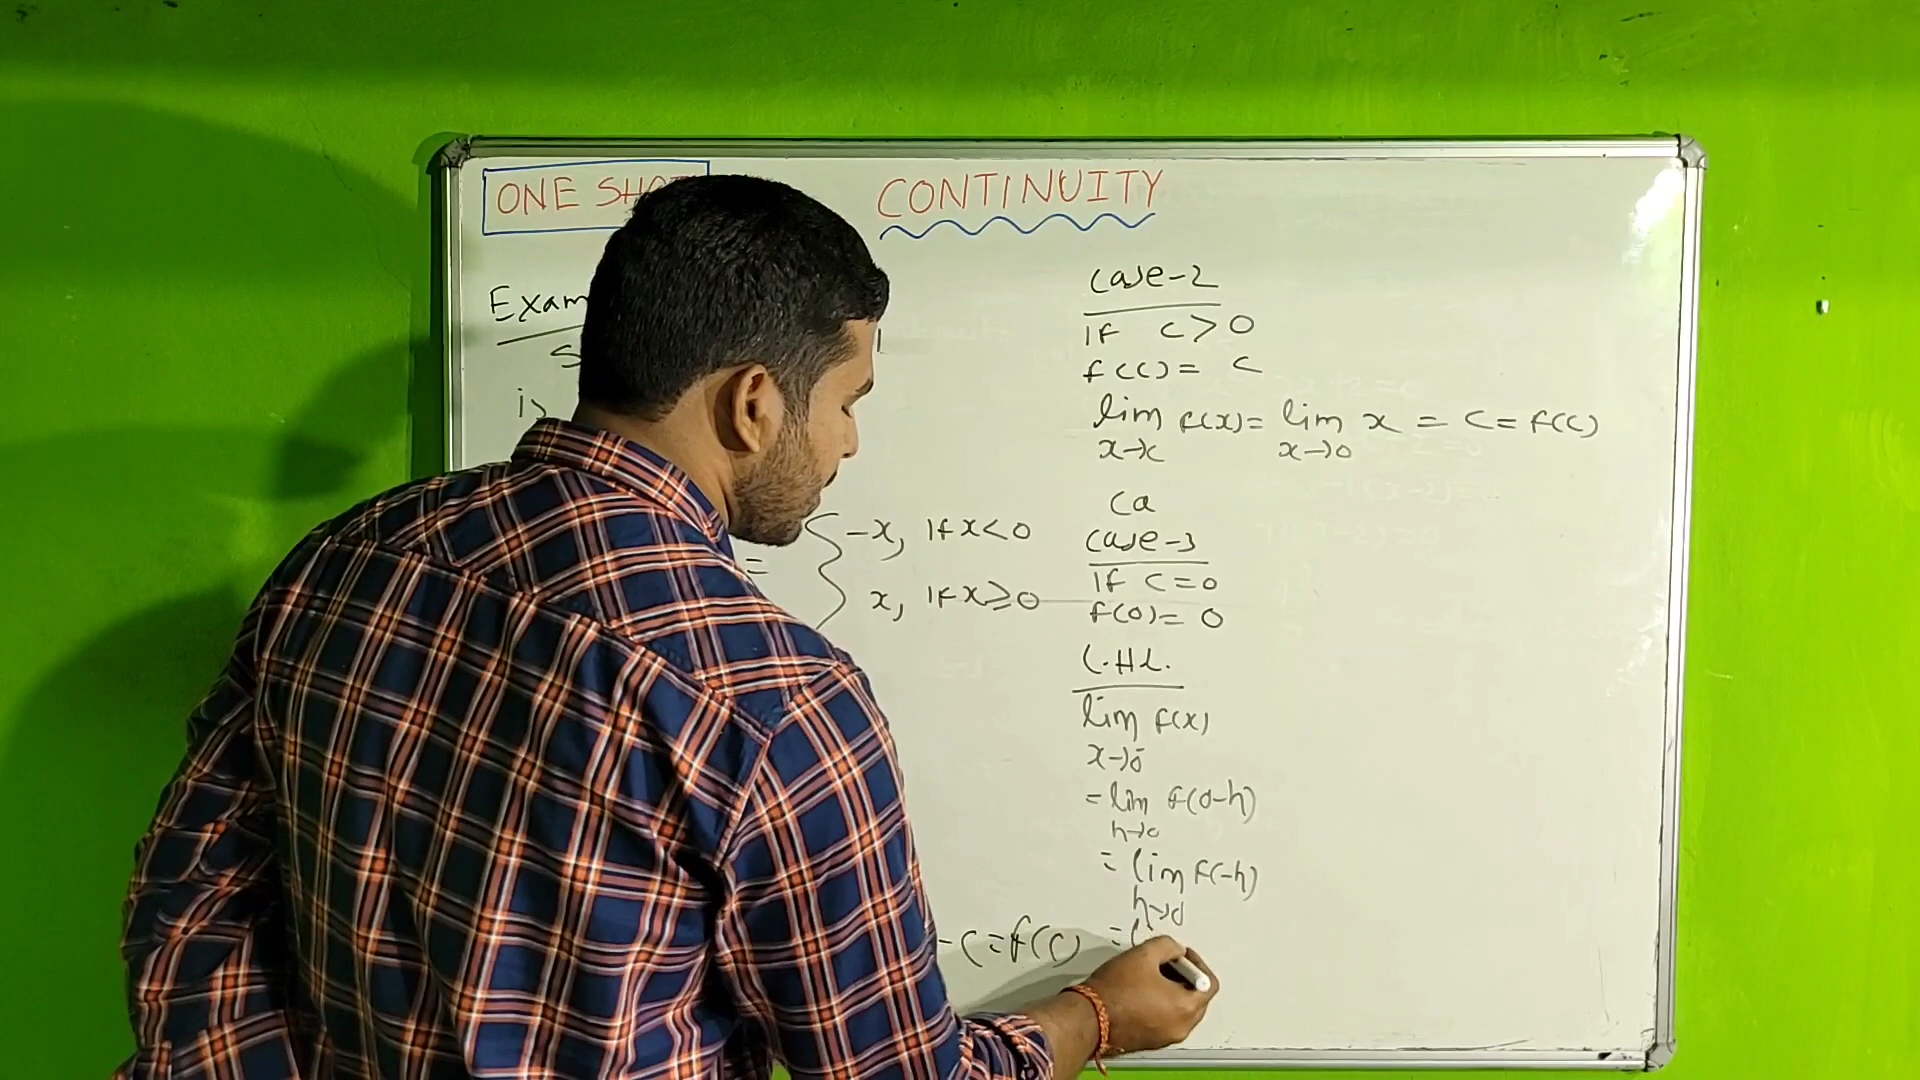 ONE SHOT
CONTINUITY
Exam
is
= { -x, if x<0
x, if x≥0
-c=f(c)
Case-2
If c>0
f(c)= c
lim f(x)= lim x = c= f(c)
x→c x→0
Ca
Case-3
If c=0
f(0)= 0
L.H.L.
lim f(x)
x→0⁻
=lim f(0-h)
h→0
=lim f(-h)
h→0